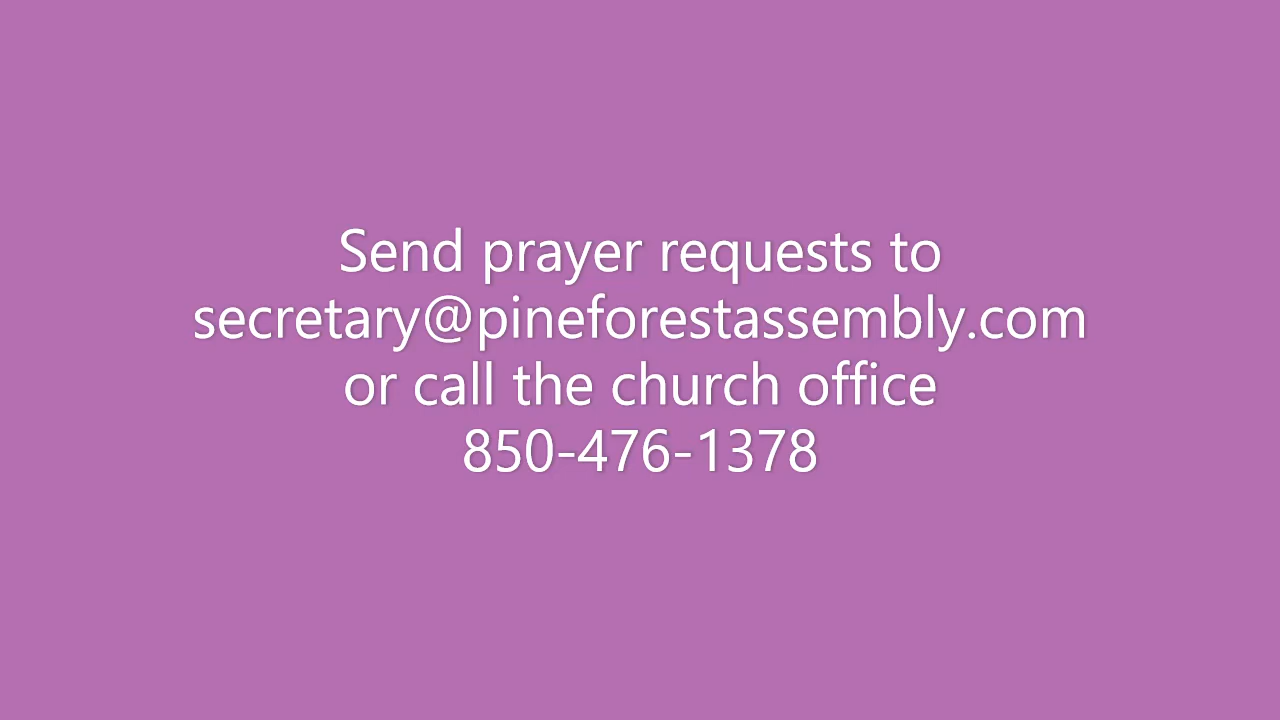 Send prayer requests to
secretary@pineforestassembly.com
or call the church office
850-476-1378